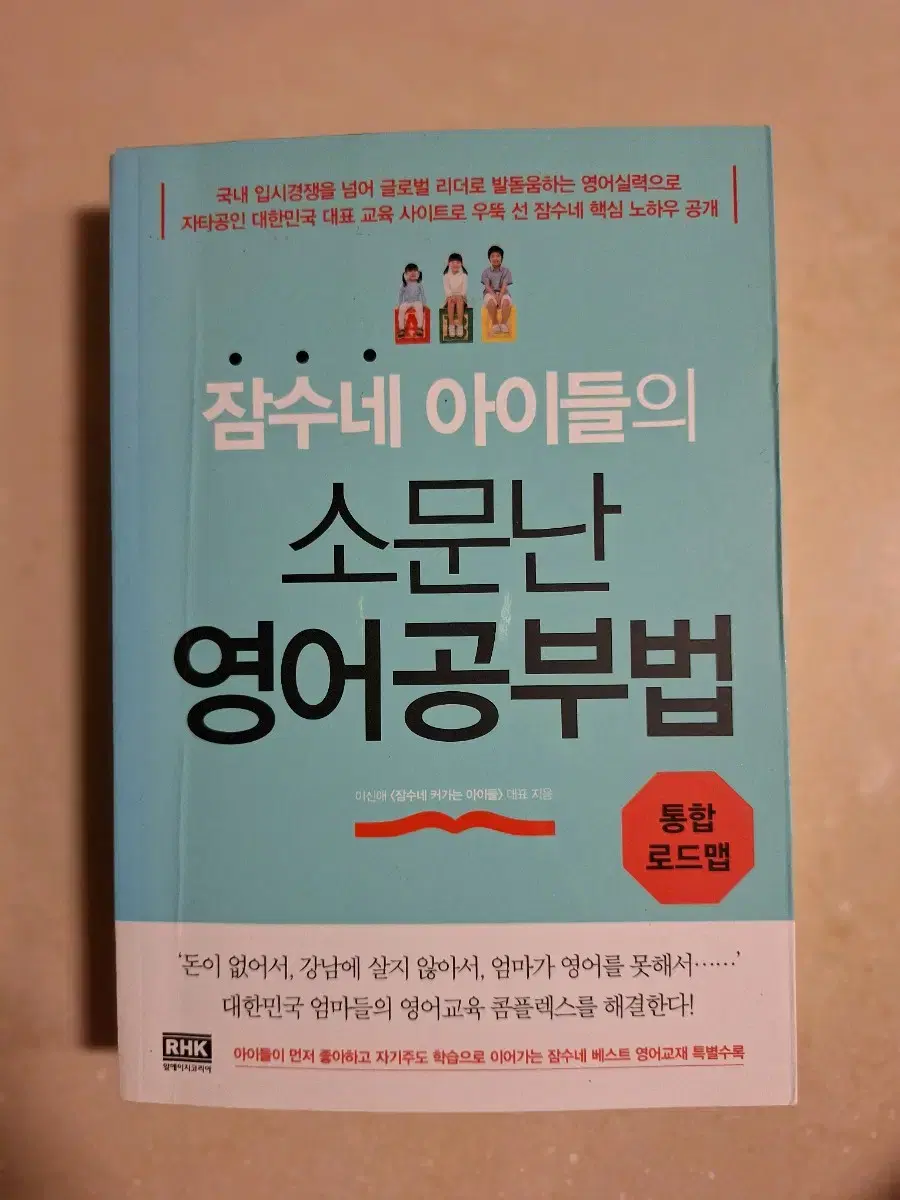 국내 입시경쟁을 넘어 글로벌 리더로 발돋움하는 영어실력으로
자타공인 대한민국 대표 교육 사이트로 우뚝 선 잠수네 핵심 노하우 공개
잠수네 아이들의
소문난
영어공부법
이신애 〈잠수네 커가는 아이들〉 대표 지음
통합
로드맵
‘돈이 없어서, 강남에 살지 않아서, 엄마가 영어를 못해서……’
대한민국 엄마들의 영어교육 콤플렉스를 해결한다!
RHK
알에이치코리아
아이들이 먼저 좋아하고 자기주도 학습으로 이어가는 잠수네 베스트 영어교재 특별수록